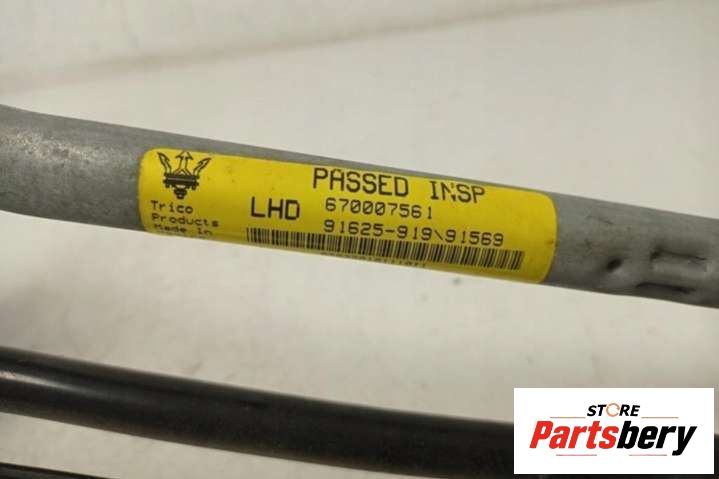 PASSED INSP
LHD 670007561
91625-919\91569
Trico
Products
Made in
STORE
Partsbery